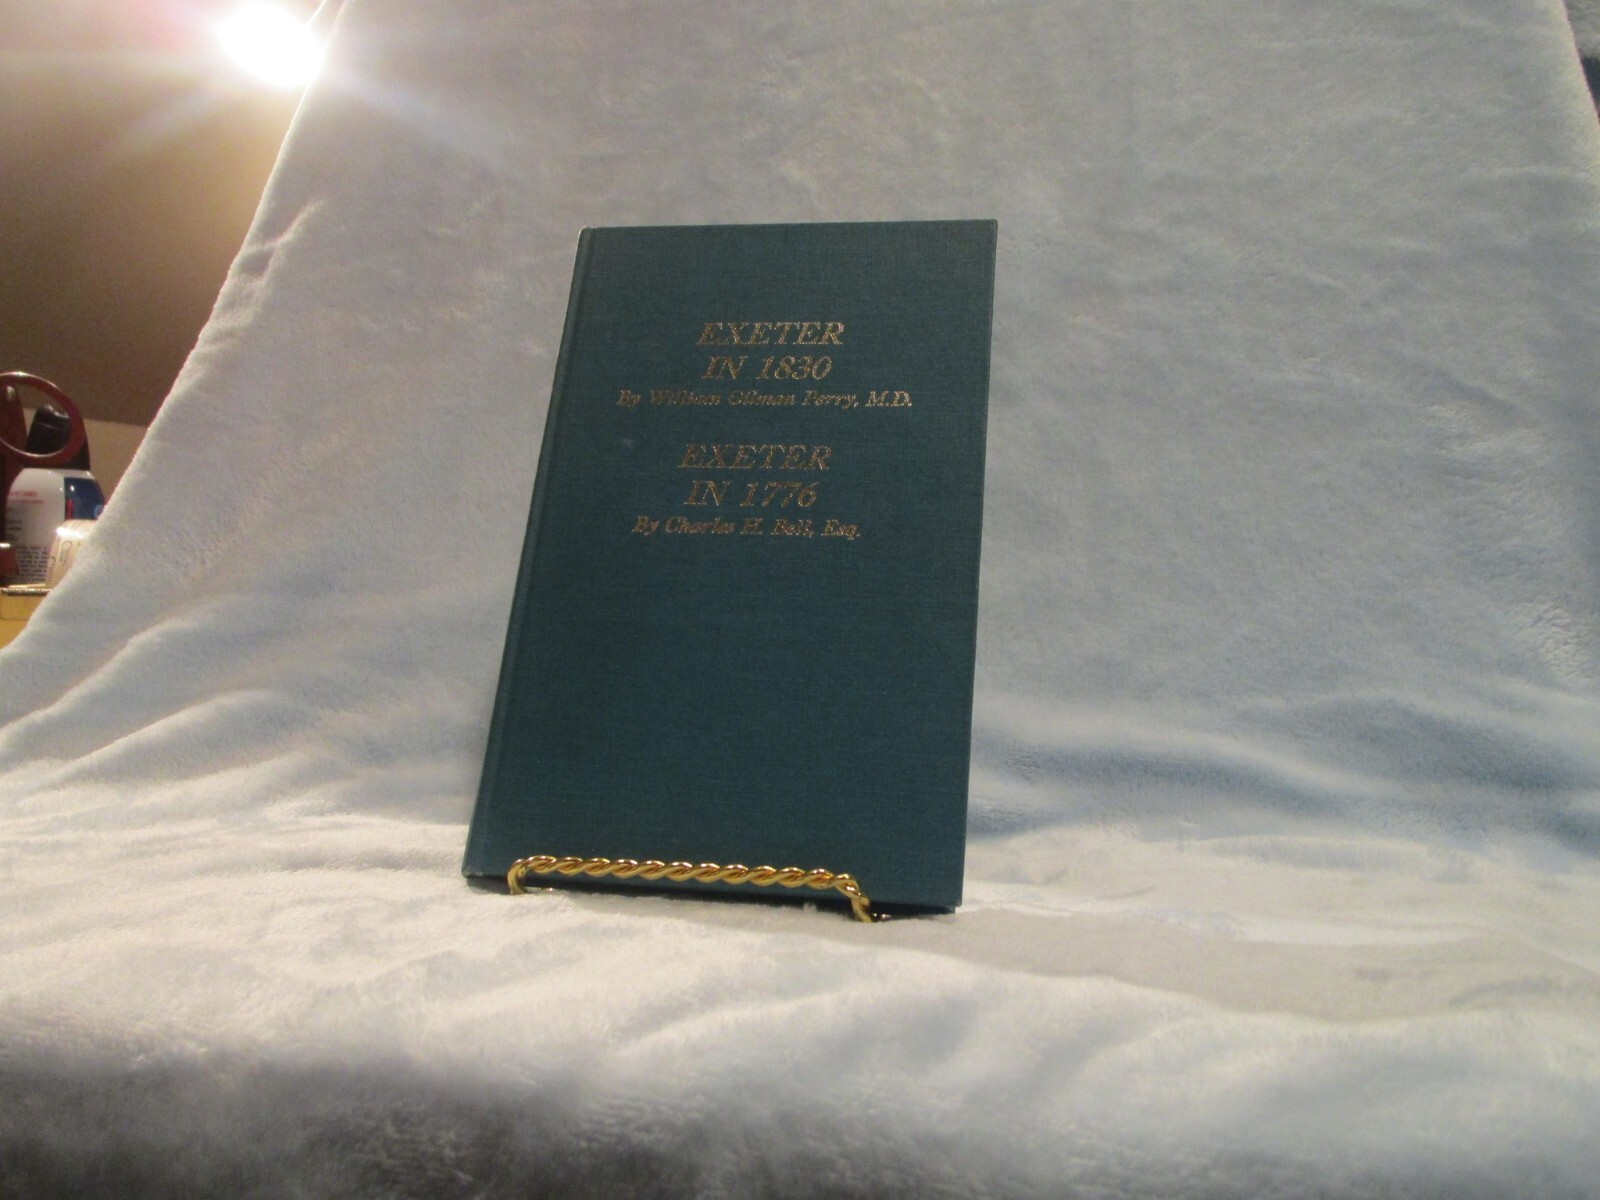 EXETER
IN 1830
By William Gilman Perry, M.D.
EXETER
IN 1776
By Charles H. Bell, Esq.